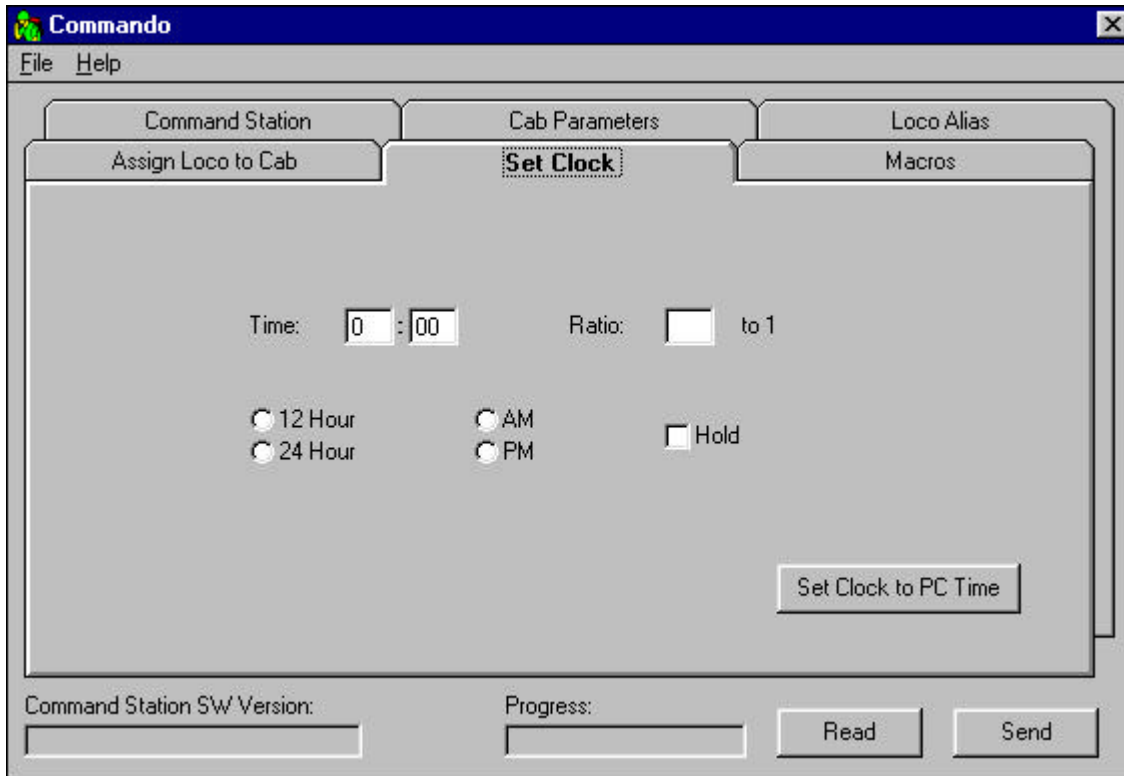 Commando
File Help
Command Station Cab Parameters Loco Alias
Assign Loco to Cab Set Clock Macros
Time: 0 : 00 Ratio: to 1
12 Hour AM Hold
24 Hour PM
Set Clock to PC Time
Command Station SW Version: Progress:
Read Send